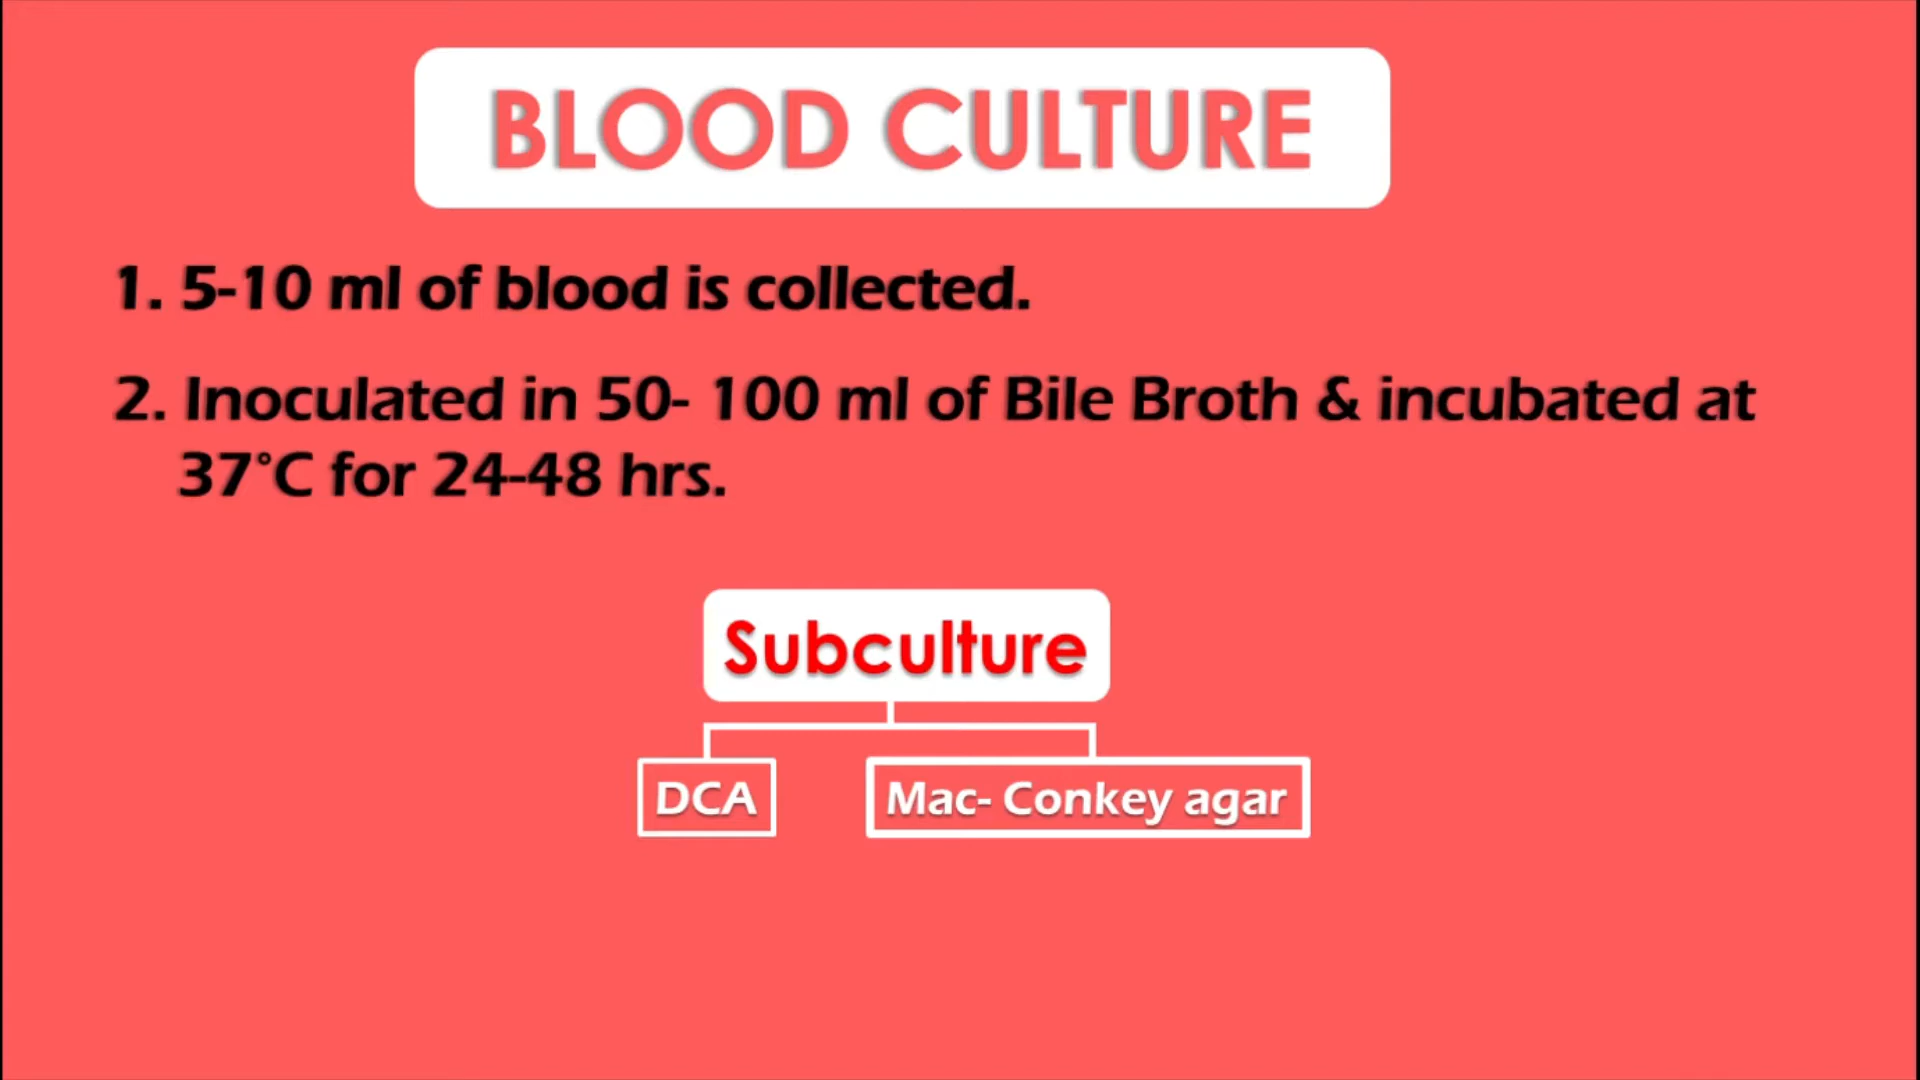 BLOOD CULTURE
1. 5-10 ml of blood is collected.
2. Inoculated in 50- 100 ml of Bile Broth & incubated at
37°C for 24-48 hrs.
Subculture
DCA
Mac- Conkey agar